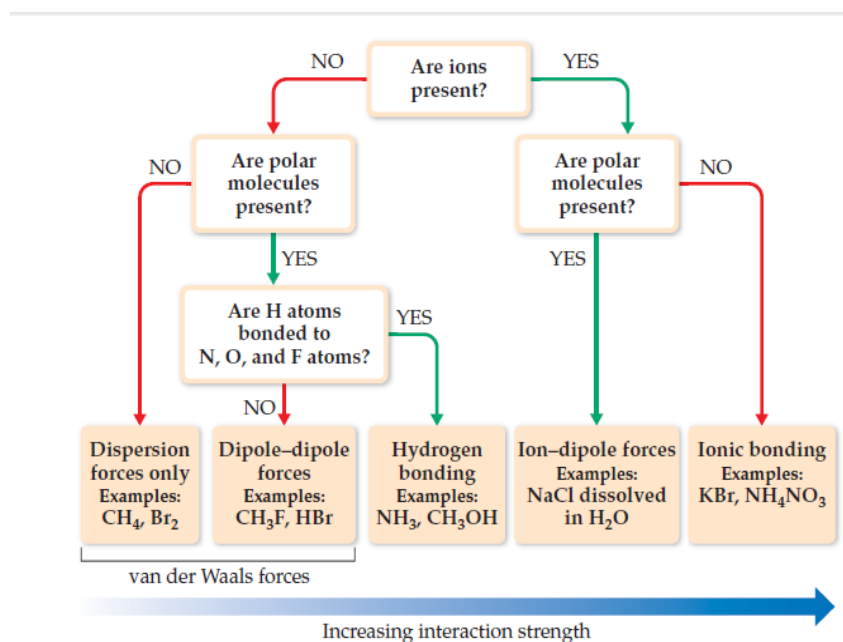 NO
Are ions
present?
YES
NO
Are polar
molecules
present?
Are polar
molecules
present?
NO
YES
YES
Are H atoms
bonded to
N, O, and F atoms?
YES
NO
Dispersion
forces only
Examples:
CH₄, Br₂
Dipole–dipole
forces
Examples:
CH₃F, HBr
Hydrogen
bonding
Examples:
NH₃, CH₃OH
Ion–dipole forces
Examples:
NaCl dissolved
in H₂O
Ionic bonding
Examples:
KBr, NH₄NO₃
van der Waals forces
Increasing interaction strength